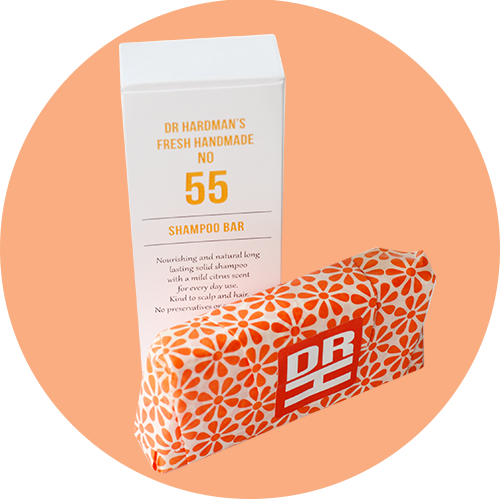 DR HARDMAN'S
FRESH HANDMADE
NO
55
SHAMPOO BAR
Nourishing and natural long
lasting solid shampoo
with a mild citrus scent
for every day use.
Kind to scalp and hair.
No preservatives or
DR
H